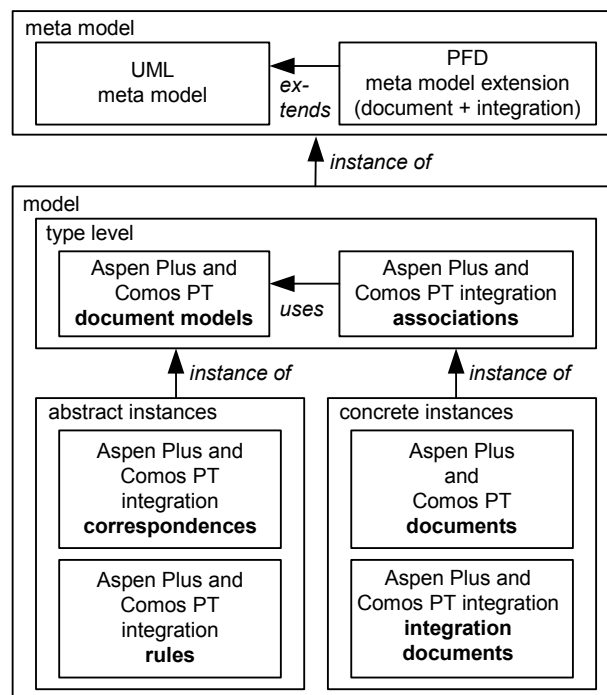 meta model
UML
meta model
ex-
tends
PFD
meta model extension
(document + integration)
instance of
model
type level
Aspen Plus and
Comos PT
document models
uses
Aspen Plus and
Comos PT integration
associations
instance of
instance of
abstract instances
Aspen Plus and
Comos PT
integration
correspondences
Aspen Plus and
Comos PT
integration
rules
concrete instances
Aspen Plus
and
Comos PT
documents
Aspen Plus and
Comos PT integration
integration
documents